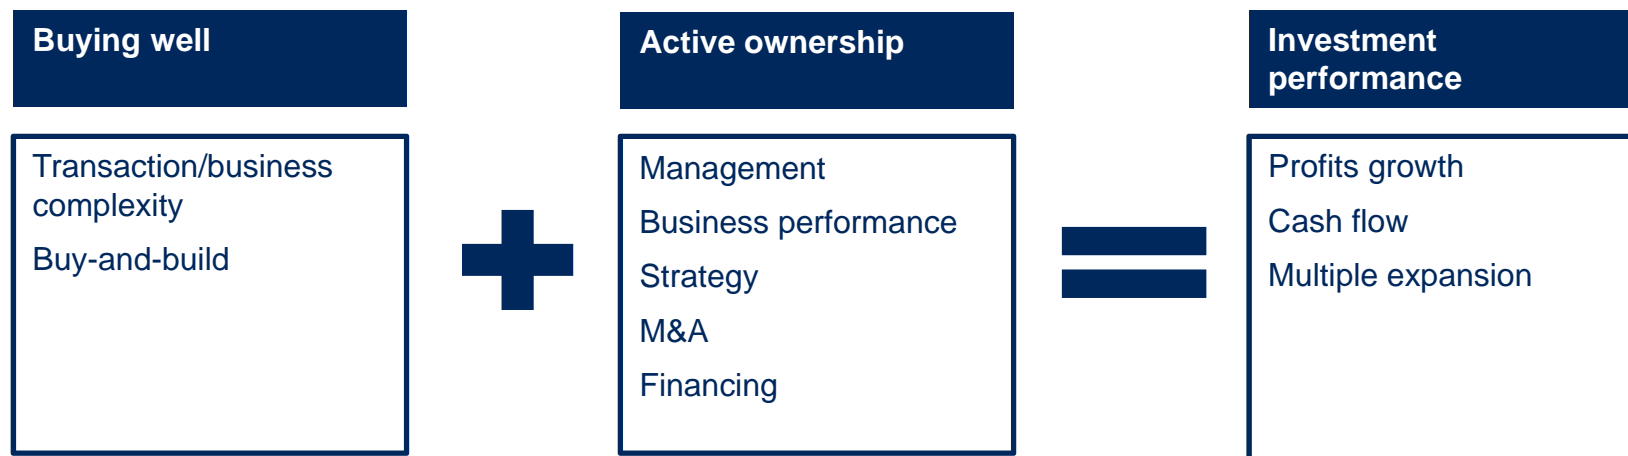 Buying well
Transaction/business
complexity
Buy-and-build
Active ownership
Management
Business performance
Strategy
M&A
Financing
Investment
performance
Profits growth
Cash flow
Multiple expansion